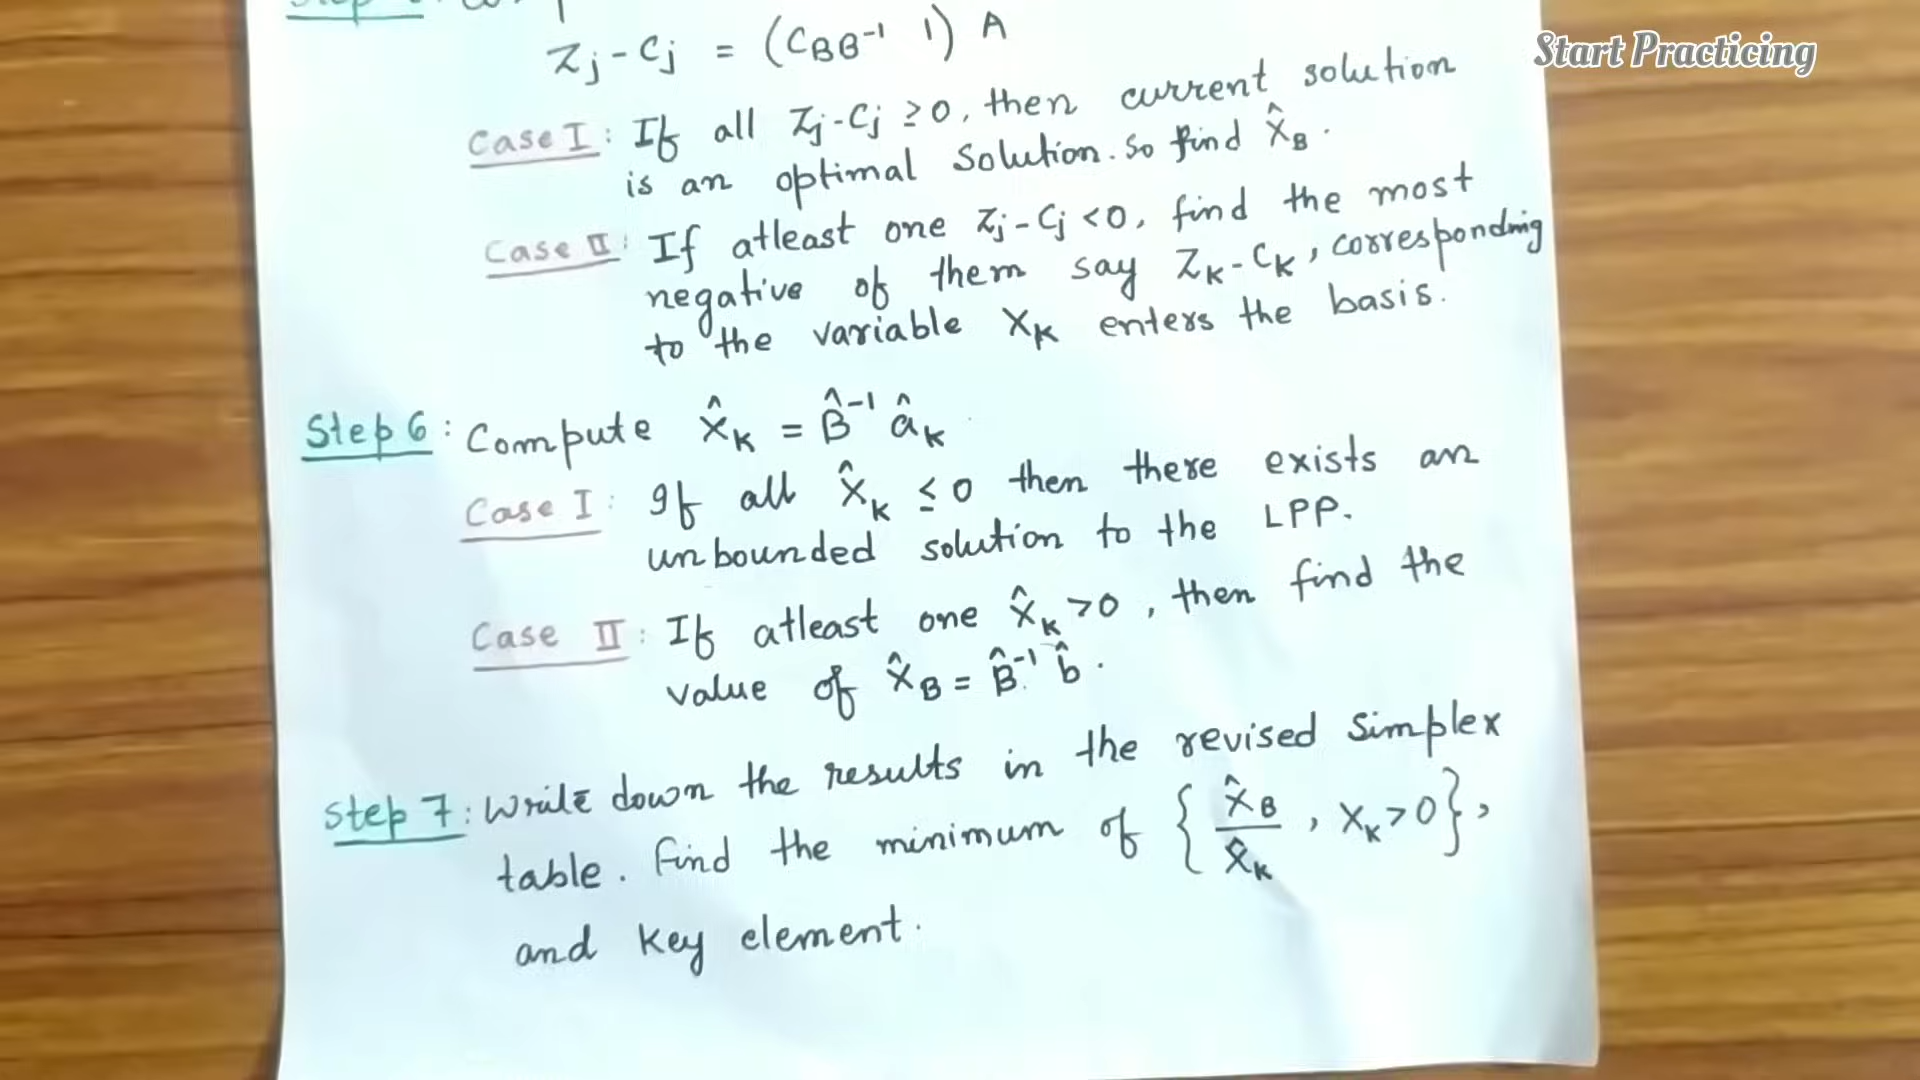 Start Practicing
Zj - Cj = (CBB⁻¹ 1) A
Case I: If all Zj - Cj ≥ 0, then current solution
is an optimal solution. So find X̂B.
Case II: If atleast one Zj - Cj < 0, find the most
negative of them say ZK - CK, corresponding
to the variable XK enters the basis.
Step 6: Compute X̂K = B̂⁻¹ âK
Case I: If all X̂K ≤ 0 then there exists an
unbounded solution to the LPP.
Case II: If atleast one X̂K > 0, then find the
value of X̂B = B̂⁻¹ b̂.
Step 7: Write down the results in the revised simplex
table. Find the minimum of { X̂B / X̂K , XK > 0 },
and key element.